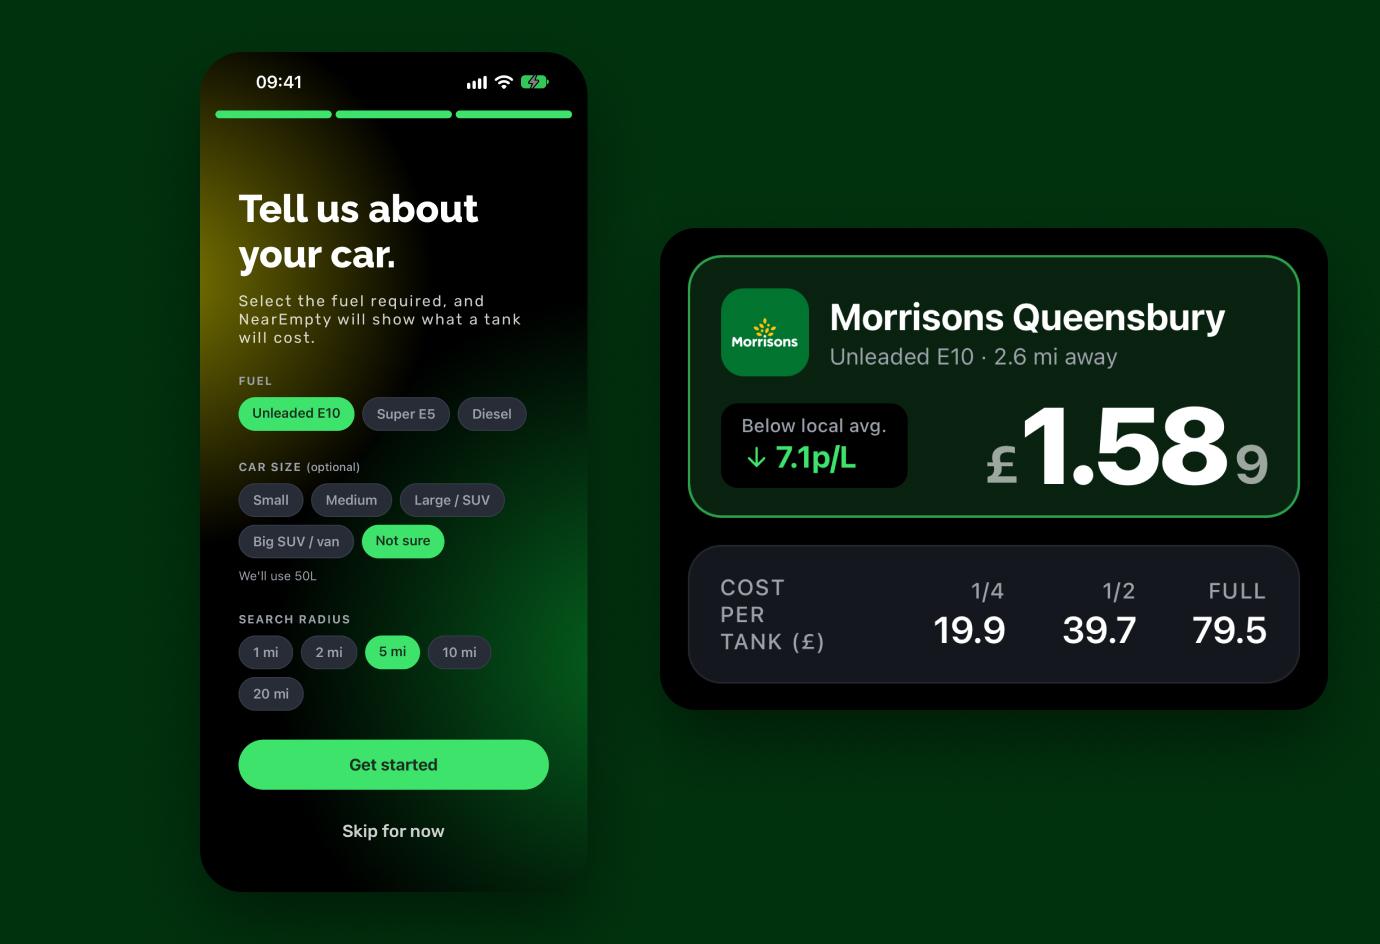 09:41
Tell us about
your car.
Select the fuel required, and
NearEmpty will show what a tank
will cost.
FUEL
Unleaded E10 Super E5 Diesel
CAR SIZE (optional)
Small Medium Large / SUV
Big SUV / van Not sure
We'll use 50L
SEARCH RADIUS
1 mi 2 mi 5 mi 10 mi
20 mi
Get started
Skip for now
Morrisons
Morrisons Queensbury
Unleaded E10 · 2.6 mi away
Below local avg.
↓ 7.1p/L
£1.589
COST
PER
TANK (£)
1/4 1/2 FULL
19.9 39.7 79.5